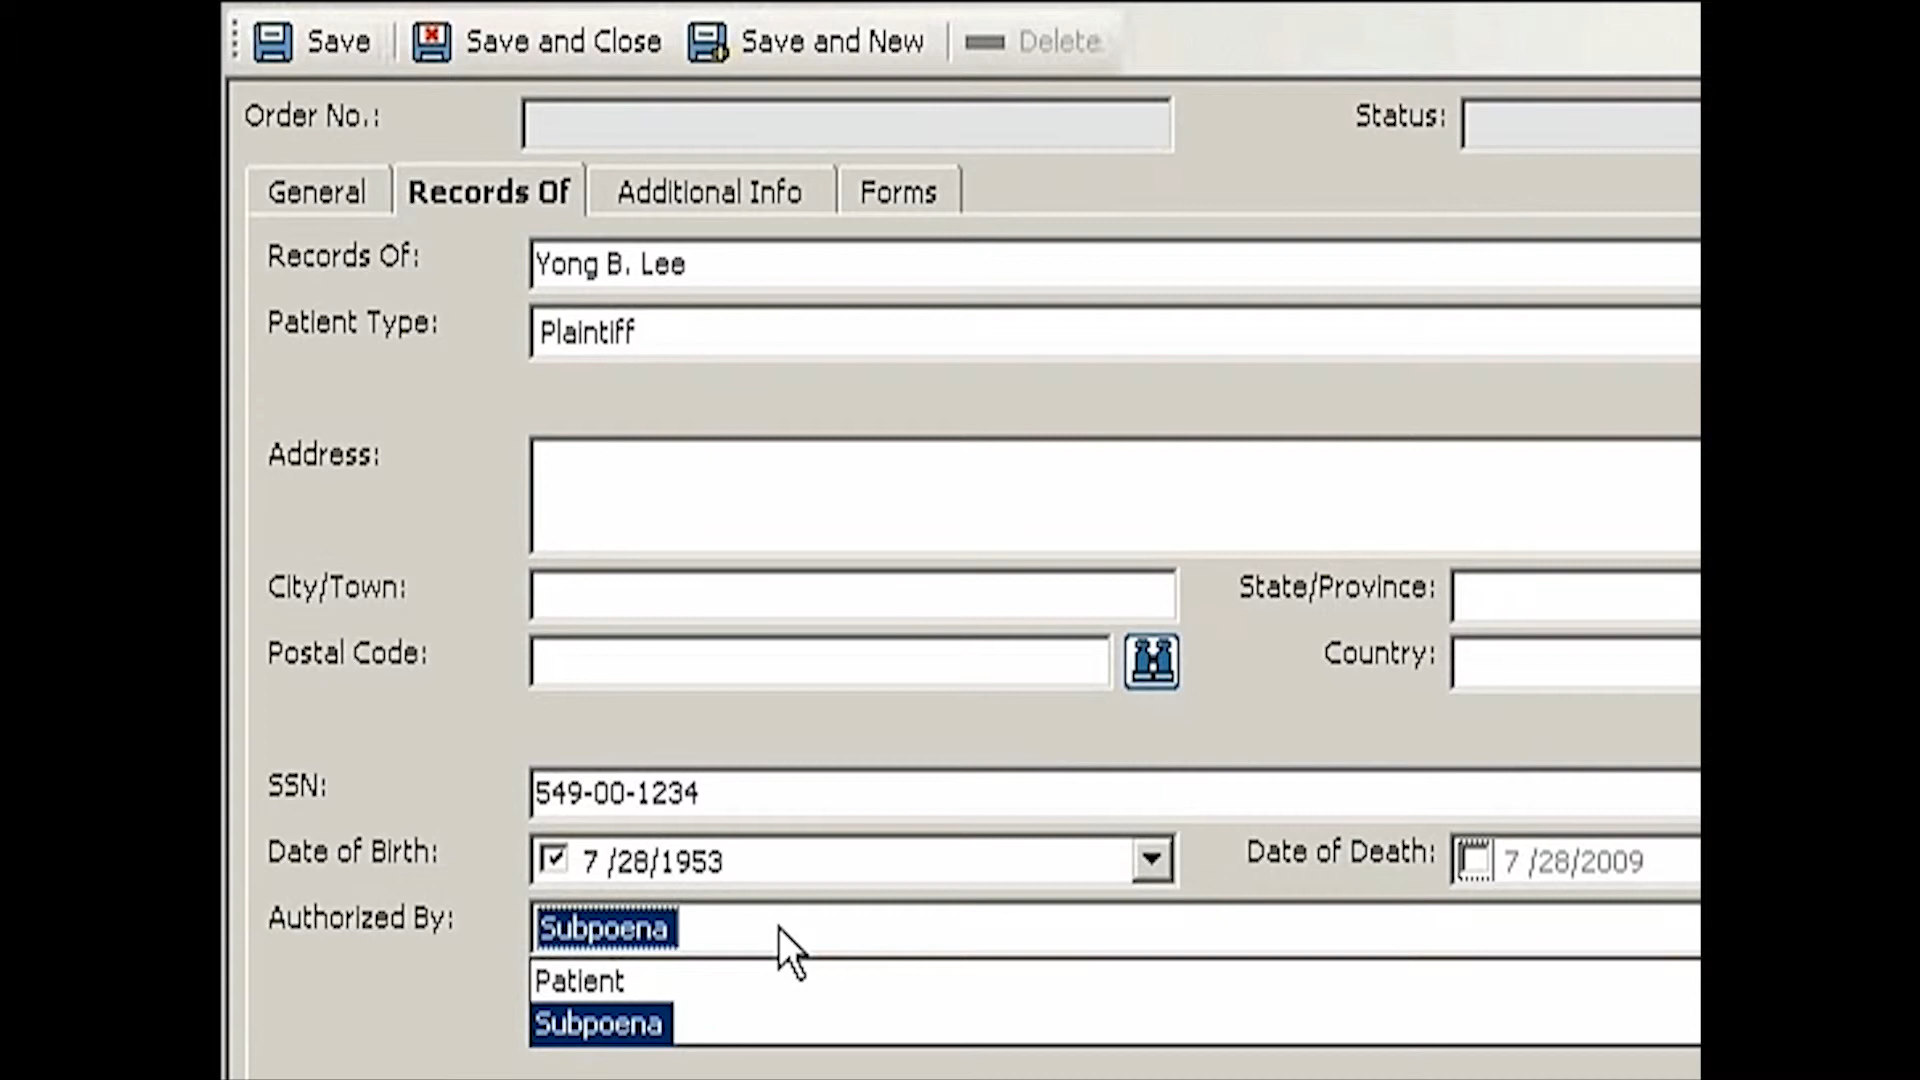 Save Save and Close Save and New Delete
Order No.: Status:
General Records Of Additional Info Forms
Records Of: Yong B. Lee
Patient Type: Plaintiff
Address:
City/Town: State/Province:
Postal Code: Country:
SSN: 549-00-1234
Date of Birth: 7 /28/1953 Date of Death: 7 /28/2009
Authorized By: Subpoena
Patient
Subpoena